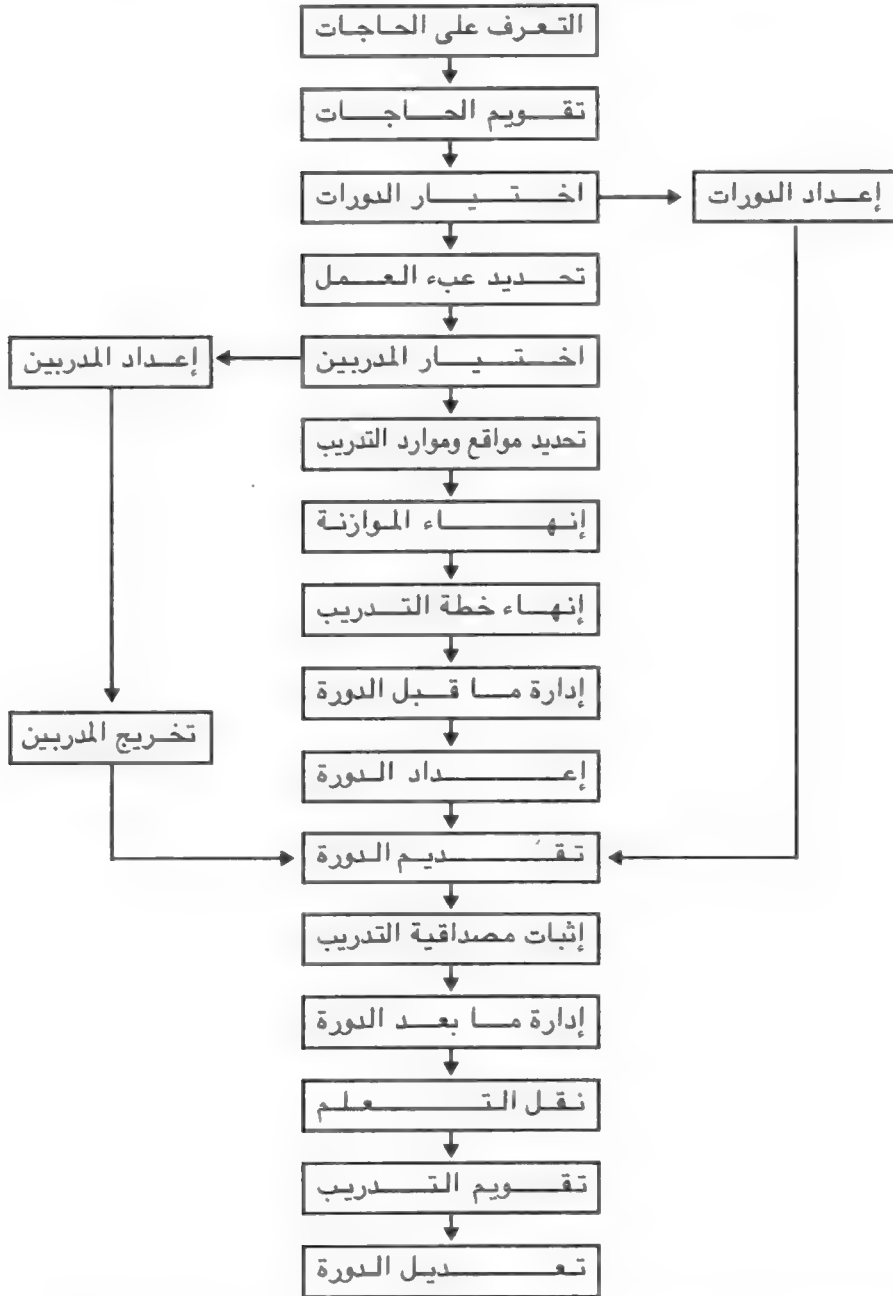 التعرف على الحاجات
تقويم الحاجات
اختيار الدورات
إعداد الدورات
تحديد عبء العمل
اختيار المدربين
إعداد المدربين
تحديد مواقع وموارد التدريب
إنهاء الموازنة
إنهاء خطة التدريب
إدارة ما قبل الدورة
تخريج المدربين
إعداد الدورة
تقديم الدورة
إثبات مصداقية التدريب
إدارة ما بعد الدورة
نقل التعلم
تقويم التدريب
تعديل الدورة